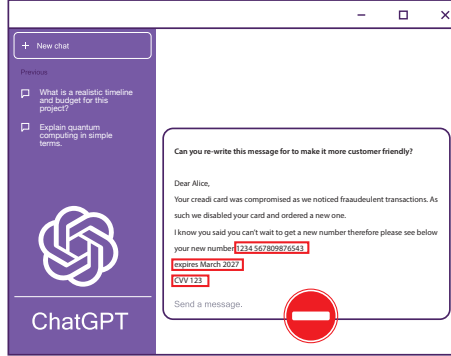 New chat
Previous
What is a realistic timeline
and budget for this
project?
Explain quantum
computing in simple
terms.
ChatGPT
Can you re-write this message for to make it more customer friendly?
Dear Alice,
Your creadi card was compromised as we noticed fraaudeulent transactions. As
such we disabled your card and ordered a new one.
I know you said you can't wait to get a new number therefore please see below
your new number 1234 567809876543
expires March 2027
CVV 123
Send a message.